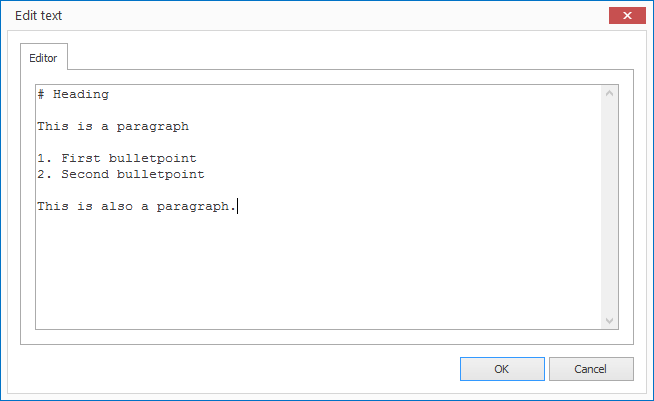 Edit text
Editor
# Heading
This is a paragraph
1. First bulletpoint
2. Second bulletpoint
This is also a paragraph.
OK
Cancel